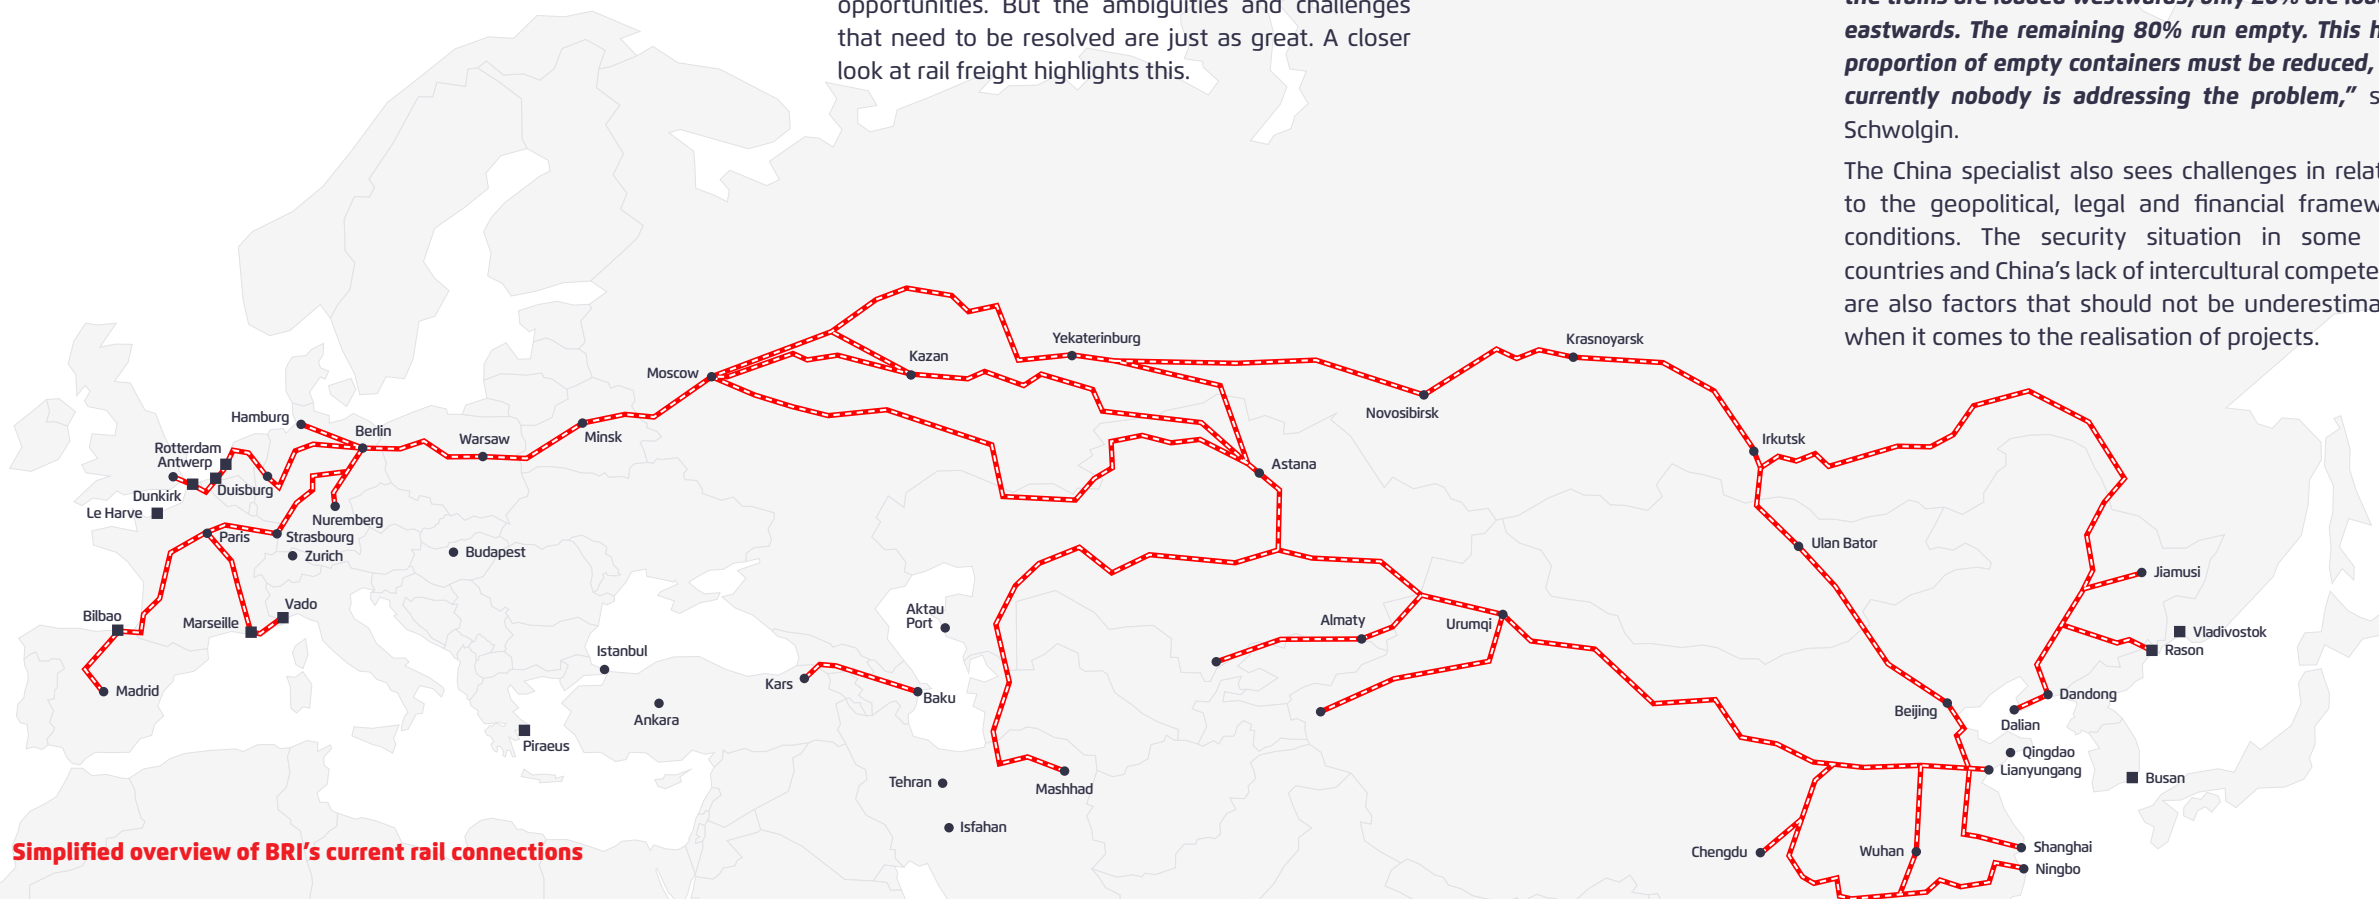 opportunities. But the ambiguities and challenges
that need to be resolved are just as great. A closer
look at rail freight highlights this.
eastwards. The remaining 80% run empty. This
proportion of empty containers must be reduced,
currently nobody is addressing the problem,”
Schwolgin.
The China specialist also sees challenges in
to the geopolitical, legal and financial
conditions. The security situation in some
countries and China’s lack of intercultural
are also factors that should not be
when it comes to the realisation of projects.
Yekaterinburg
Krasnoyarsk
Kazan
Moscow
Novosibirsk
Hamburg
Berlin
Warsaw
Minsk
Irkutsk
Rotterdam
Antwerp
Astana
Dunkirk
Duisburg
Le Harve
Nuremberg
Paris
Strasbourg
Zurich
Budapest
Ulan Bator
Jiamusi
Bilbao
Vado
Marseille
Aktau
Port
Almaty
Urumqi
Vladivostok
Rason
Istanbul
Madrid
Kars
Baku
Ankara
Dandong
Beijing
Dalian
Piraeus
Qingdao
Lianyungang
Busan
Tehran
Mashhad
Isfahan
Chengdu
Wuhan
Shanghai
Ningbo
Simplified overview of BRI’s current rail connections